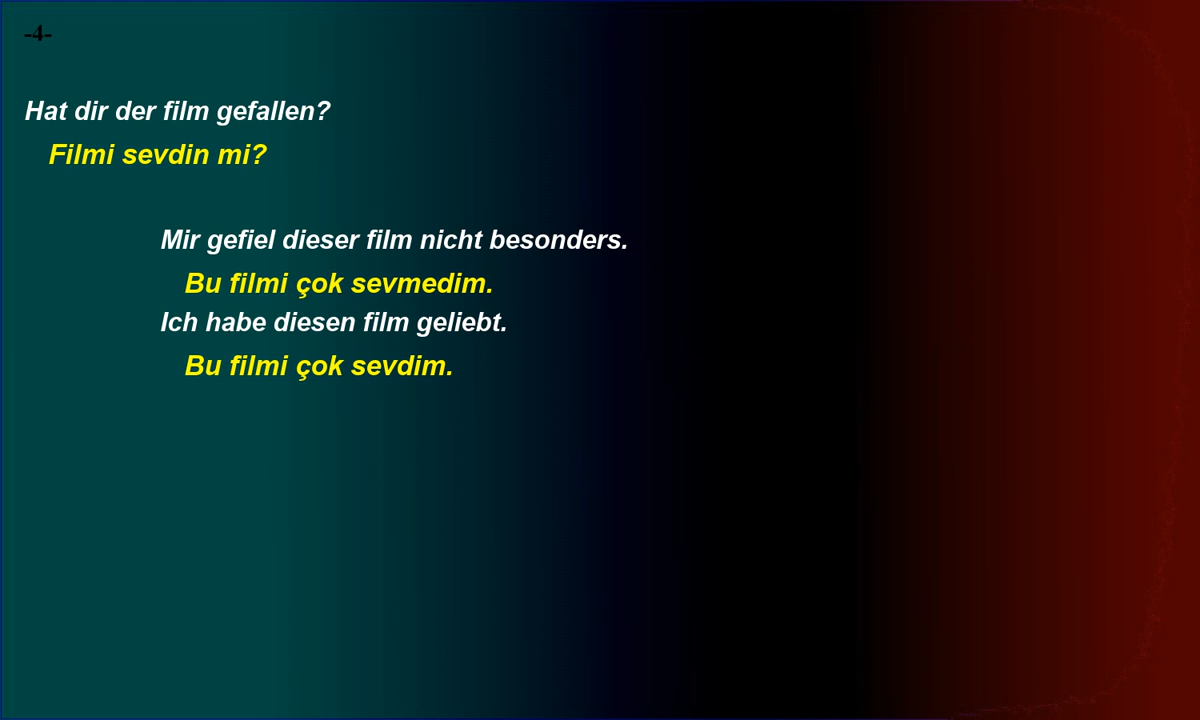 -4-
Hat dir der film gefallen?
Filmi sevdin mi?
Mir gefiel dieser film nicht besonders.
Bu filmi çok sevmedim.
Ich habe diesen film geliebt.
Bu filmi çok sevdim.